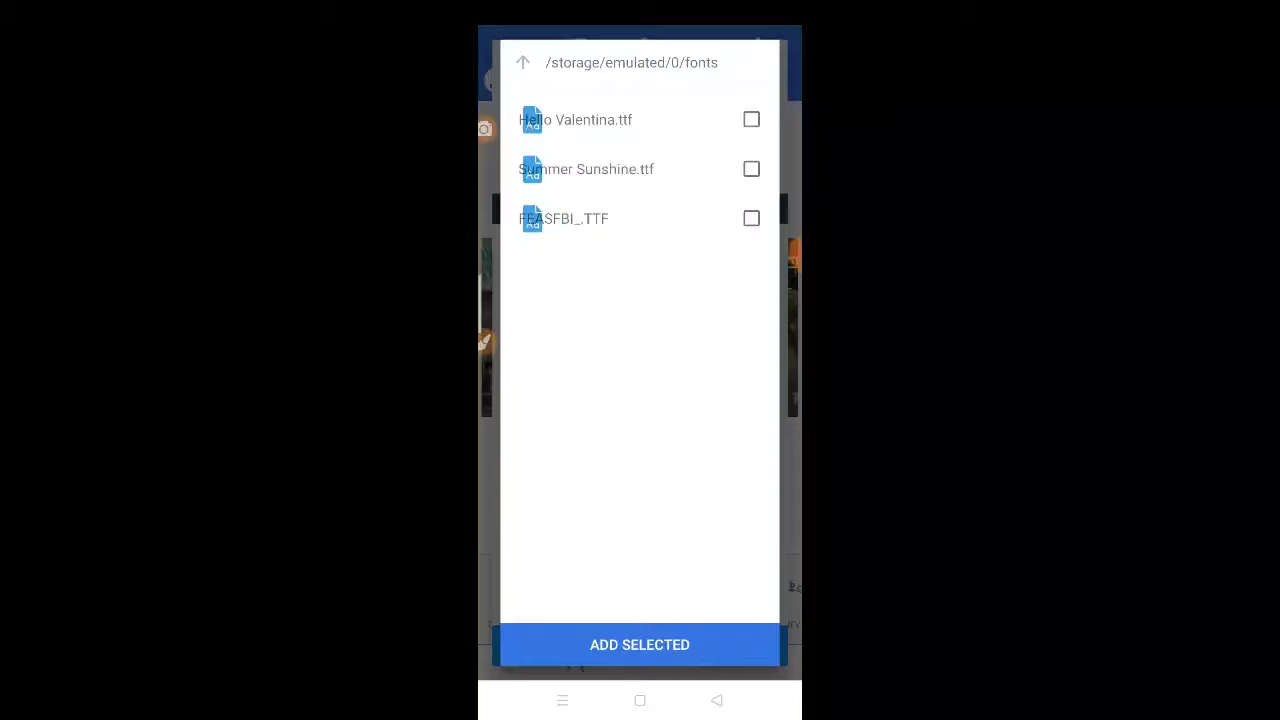 /storage/emulated/0/fonts
Hello Valentina.ttf
Summer Sunshine.ttf
FEASFBI_.TTF
ADD SELECTED